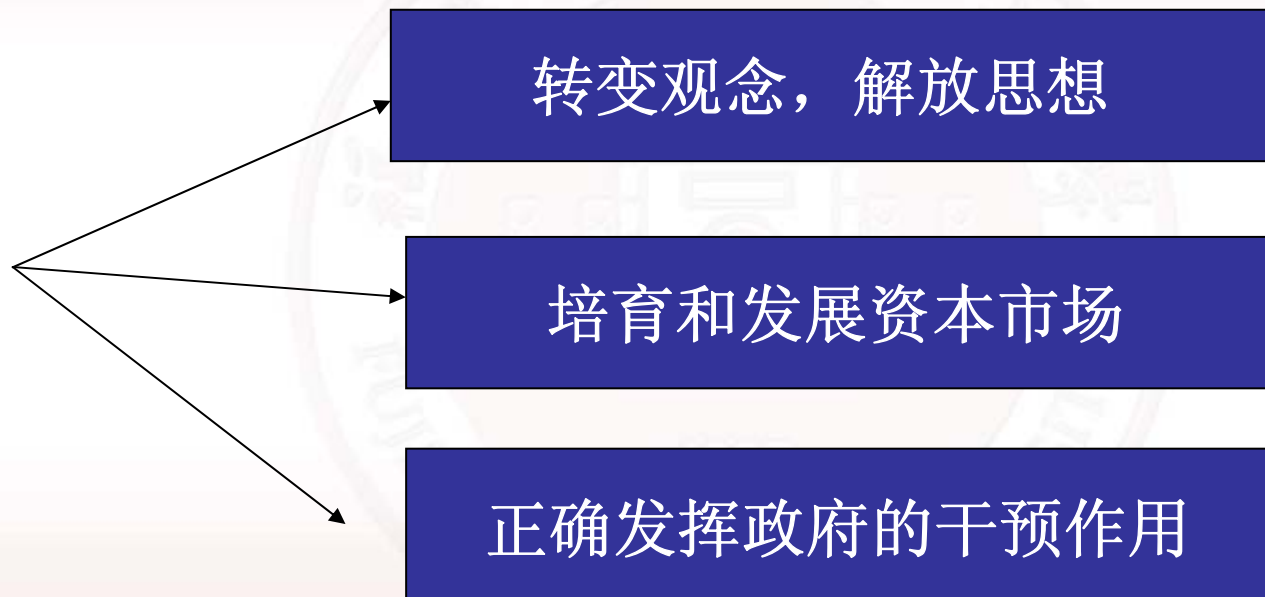 转变观念，解放思想
培育和发展资本市场
正确发挥政府的干预作用